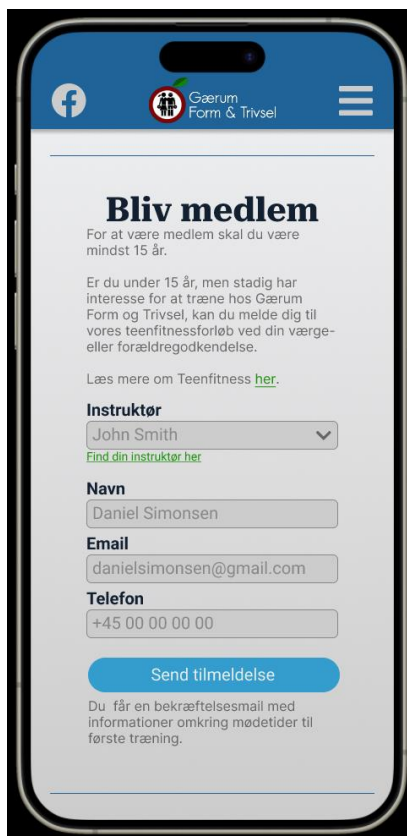 Gærum
Form & Trivsel
Bliv medlem
For at være medlem skal du være
mindst 15 år.
Er du under 15 år, men stadig har
interesse for at træne hos Gærum
Form og Trivsel, kan du melde dig til
vores teenfitnessforløb ved din værge-
eller forældregodkendelse.
Læs mere om Teenfitness her.
Instruktør
John Smith
Find din instruktør her
Navn
Daniel Simonsen
Email
danielsimonsen@gmail.com
Telefon
+45 00 00 00 00
Send tilmeldelse
Du får en bekræftelsesmail med
informationer omkring mødetider til
første træning.